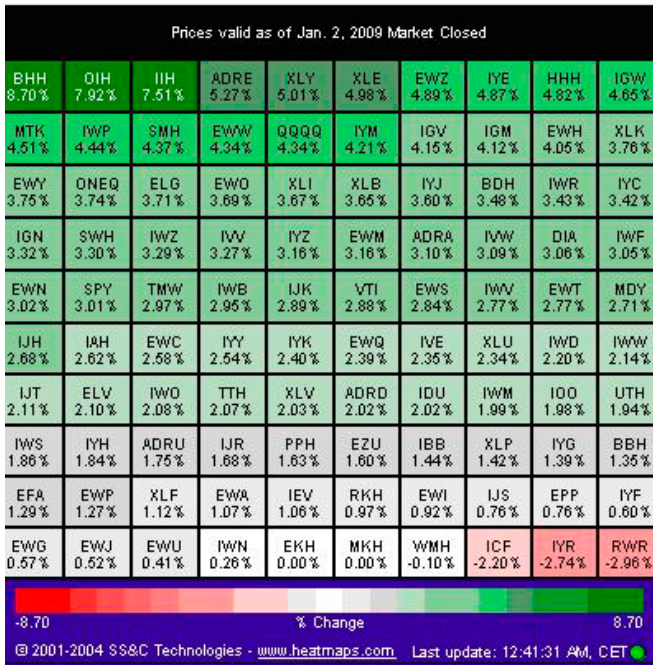 Prices valid as of Jan. 2, 2009 Market Closed
BHH OIH IIH ADRE XLY XLE EWZ IYE HHH IGW
8.70% 7.92% 7.51% 5.27% 5.01% 4.98% 4.89% 4.87% 4.82% 4.65%
MTK IWP SMH EWW QQQQ IYM IGV IGM EWH XLK
4.51% 4.44% 4.37% 4.34% 4.34% 4.21% 4.15% 4.12% 4.05% 3.76%
EWY ONEQ ELG EWO XLI XLB IYJ BDH IWR IYC
3.75% 3.74% 3.71% 3.69% 3.67% 3.65% 3.60% 3.48% 3.43% 3.42%
IGN SWH IWZ IVV IYZ EWM ADRA IVW DIA IWF
3.32% 3.30% 3.29% 3.27% 3.16% 3.16% 3.10% 3.09% 3.06% 3.05%
EWN SPY TMW IWB IJK VTI EWS IWV EWT MDY
3.02% 3.01% 2.97% 2.95% 2.89% 2.88% 2.84% 2.77% 2.77% 2.71%
IJH IAH EWC IYY IYK EWQ IVE XLU IWD IWW
2.68% 2.62% 2.58% 2.54% 2.40% 2.39% 2.35% 2.34% 2.20% 2.14%
IJT ELV IWO TTH XLV ADRD IDU IWM IOO UTH
2.11% 2.10% 2.08% 2.07% 2.03% 2.02% 2.02% 1.99% 1.98% 1.94%
IWS IYH ADRU IJR PPH EZU IBB XLP IYG BBH
1.86% 1.84% 1.75% 1.68% 1.63% 1.60% 1.44% 1.42% 1.39% 1.35%
EFA EWP XLF EWA IEV RKH EWI IJS EPP IYF
1.29% 1.27% 1.12% 1.07% 1.06% 0.97% 0.92% 0.76% 0.76% 0.60%
EWG EWJ EWU IWN EKH MKH WMH ICF IYR RWR
0.57% 0.52% 0.41% 0.26% 0.00% 0.00% -0.10% -2.20% -2.74% -2.96%
-8.70 % Change 8.70
© 2001-2004 SS&C Technologies - www.heatmaps.com Last update: 12:41:31 AM, CET